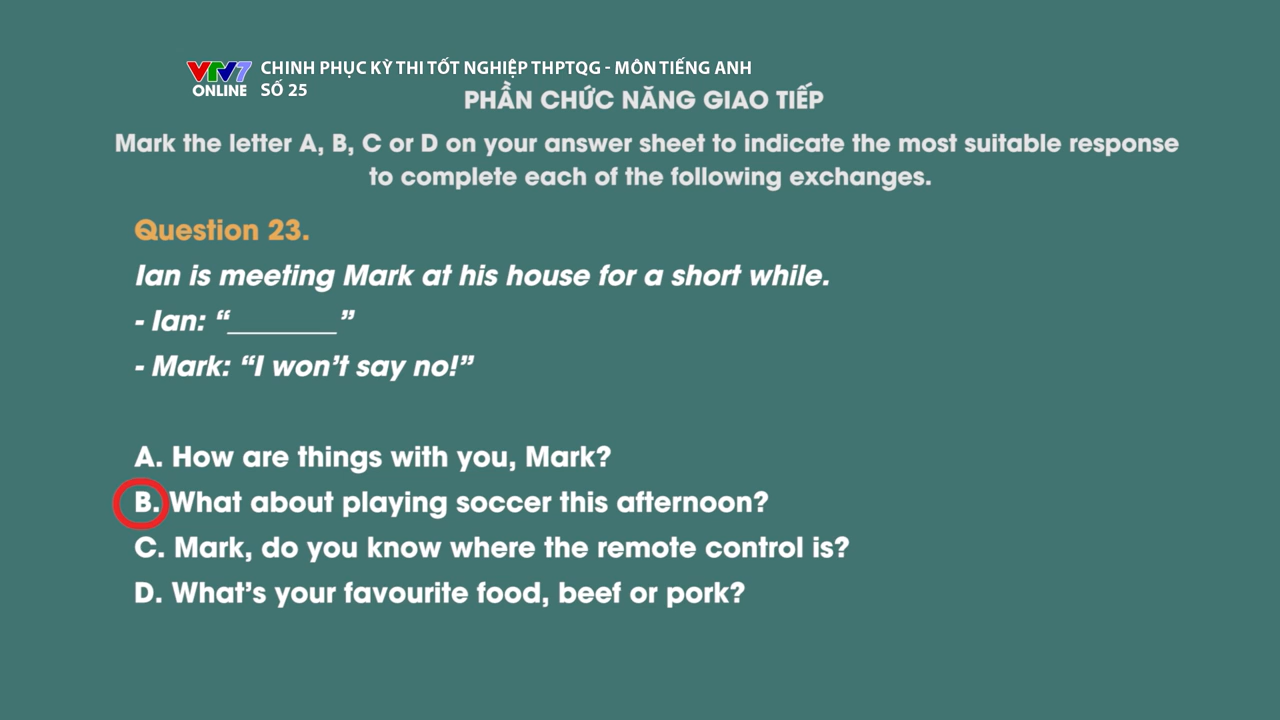 VTV7
ONLINE
CHINH PHỤC KỲ THI TỐT NGHIỆP THPTQG - MÔN TIẾNG ANH
SỐ 25
PHẦN CHỨC NĂNG GIAO TIẾP
Mark the letter A, B, C or D on your answer sheet to indicate the most suitable response
to complete each of the following exchanges.
Question 23.
Ian is meeting Mark at his house for a short while.
- Ian: “________”
- Mark: “I won’t say no!”
A. How are things with you, Mark?
B. What about playing soccer this afternoon?
C. Mark, do you know where the remote control is?
D. What’s your favourite food, beef or pork?